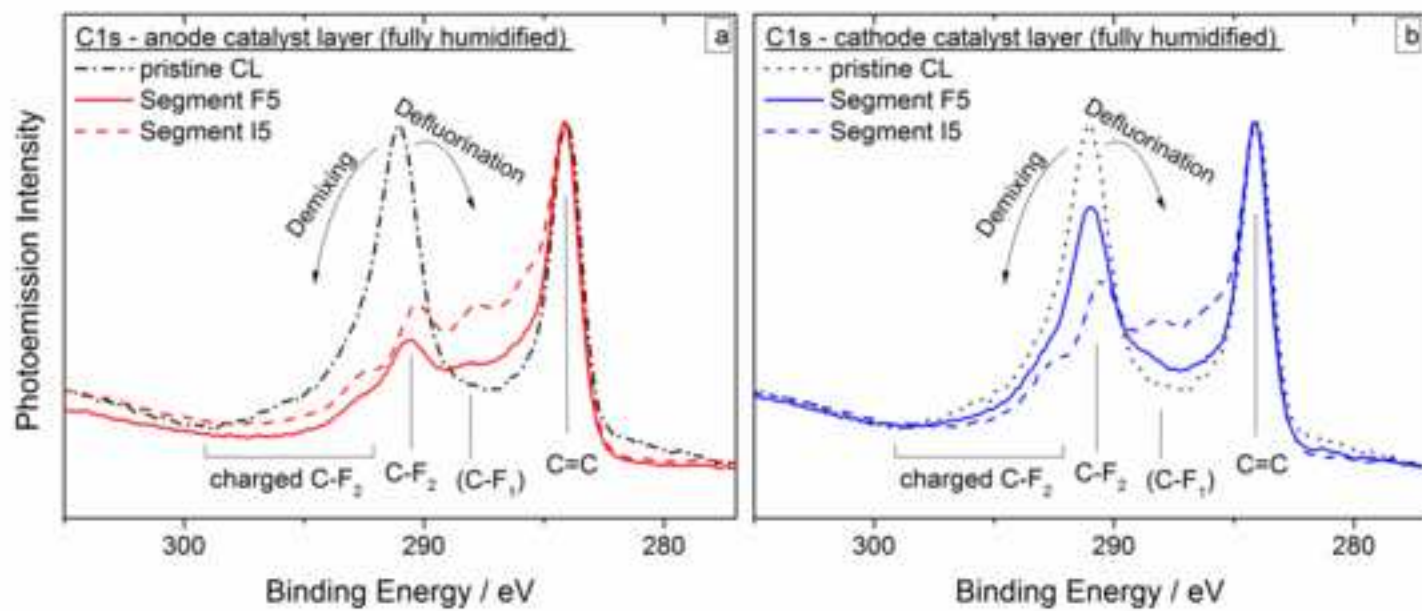 C1s - anode catalyst layer (fully humidified)
a
pristine CL
Segment F5
Segment I5
Demixing
Defluorination
Photoemission Intensity
charged C-F₂
C-F₂
(C-F₁)
C=C
300
290
280
Binding Energy / eV
C1s - cathode catalyst layer (fully humidified)
b
pristine CL
Segment F5
Segment I5
Demixing
Defluorination
charged C-F₂
C-F₂
(C-F₁)
C=C
300
290
280
Binding Energy / eV